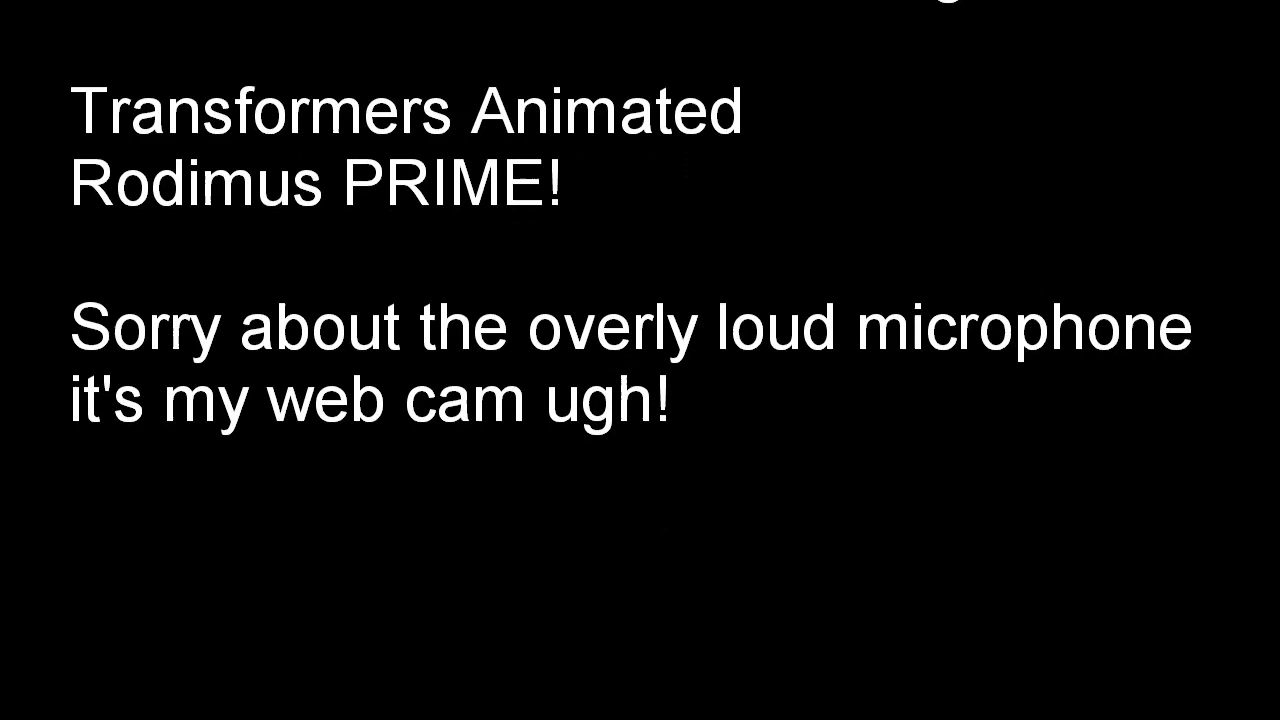 Transformers Animated
Rodimus PRIME!
Sorry about the overly loud microphone
it's my web cam ugh!